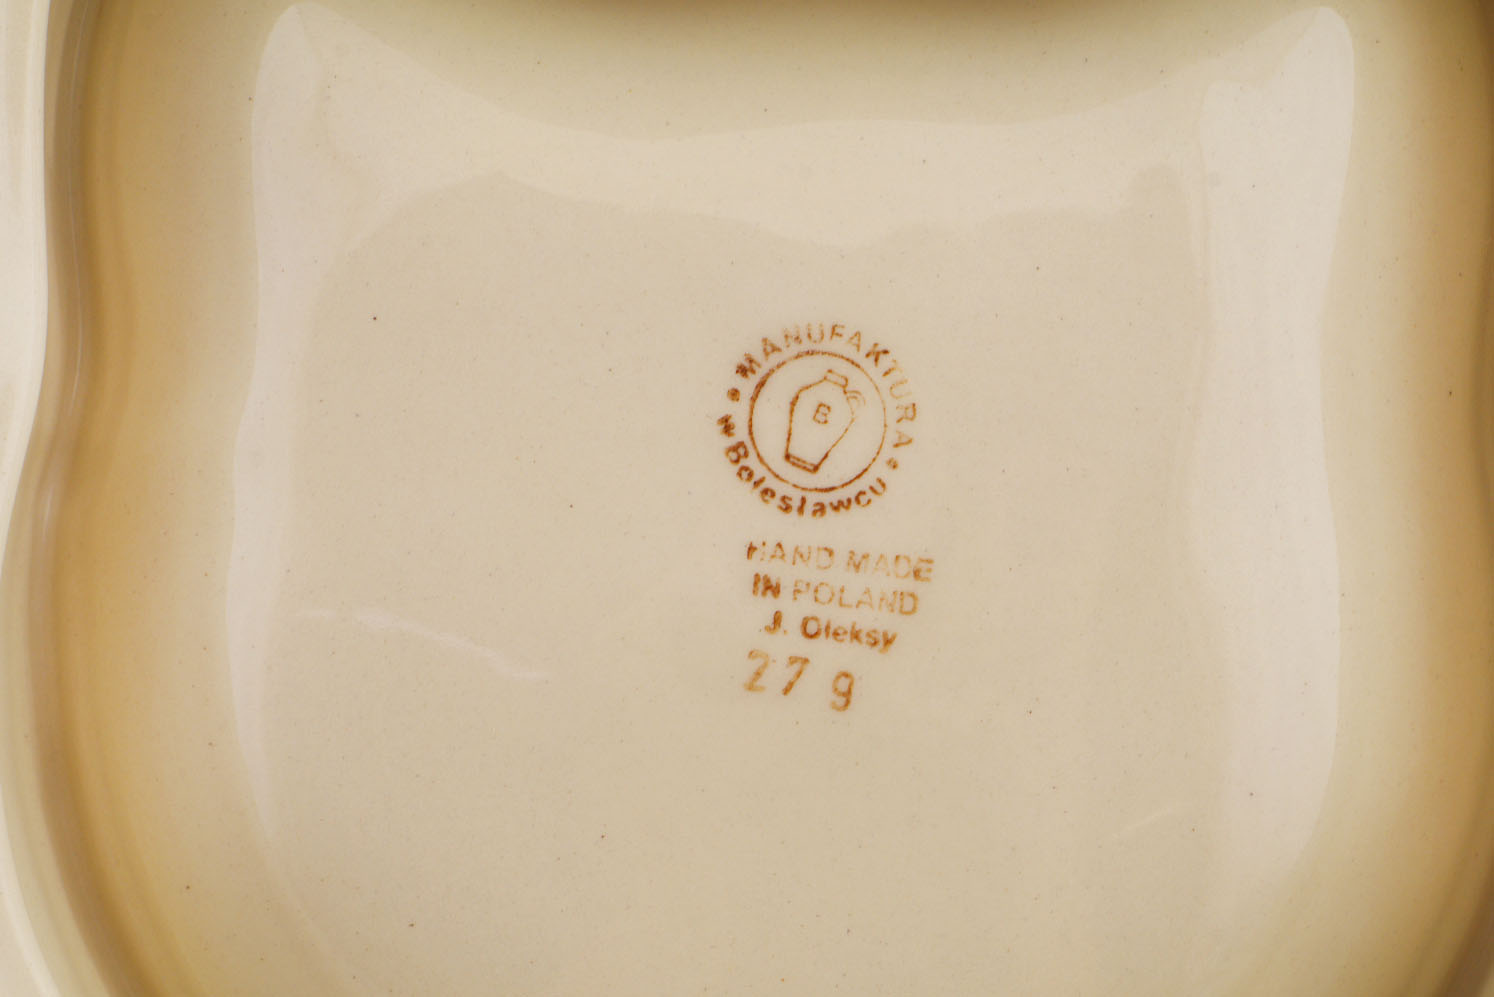 MANUFAKTURA
w Bolesławcu
B
HAND MADE
IN POLAND
J. Oleksy
27 g